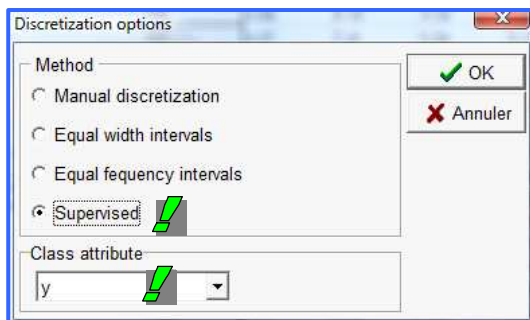 Discretization options
Method
Manual discretization
Equal width intervals
Equal fequency intervals
Supervised
Class attribute
y
OK
Annuler